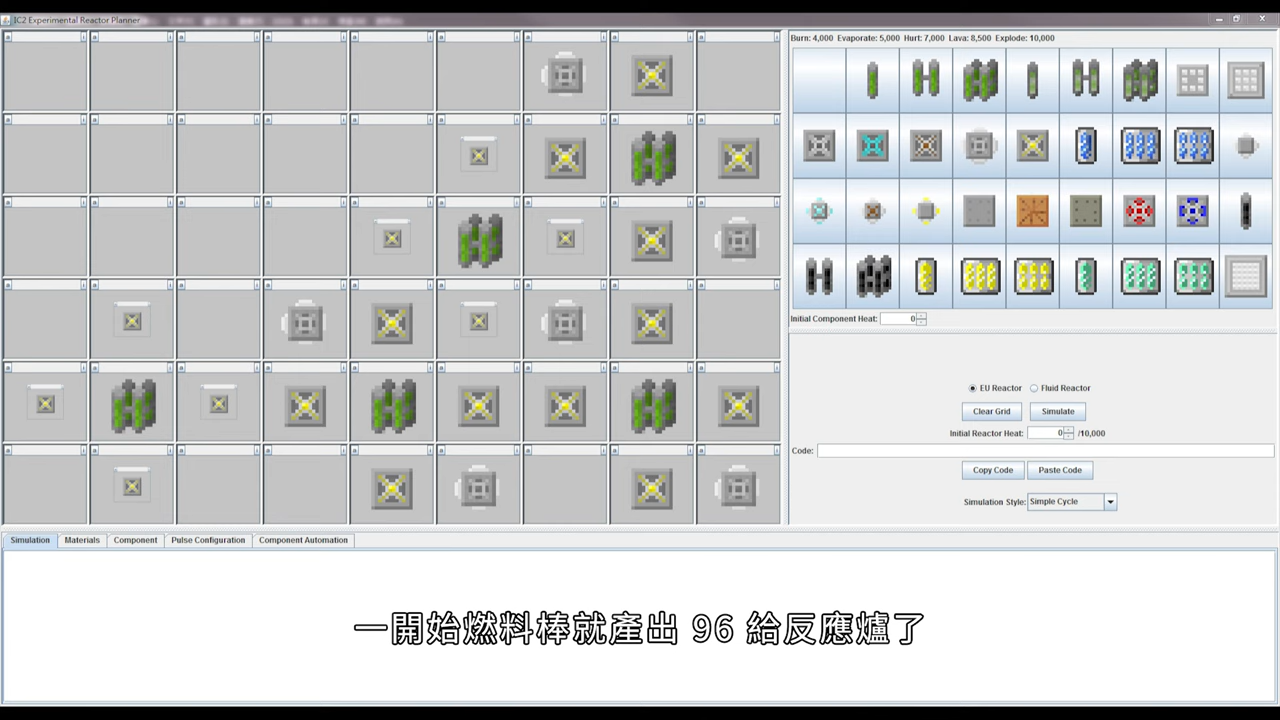 IC2 Experimental Reactor Planner
Burn: 4,000 Evaporate: 5,000 Hurt: 7,000 Lava: 8,500 Explode: 10,000
Initial Component Heat: 0
EU Reactor Fluid Reactor
Clear Grid Simulate
Initial Reactor Heat: 0 /10,000
Code:
Copy Code Paste Code
Simulation Style: Simple Cycle
Simulation Materials Component Pulse Configuration Component Automation
一開始燃料棒就產出 96 給反應爐了